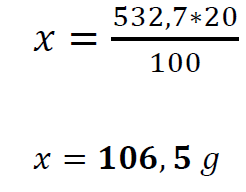 x = 532,7*20 / 100
x = 106,5 g